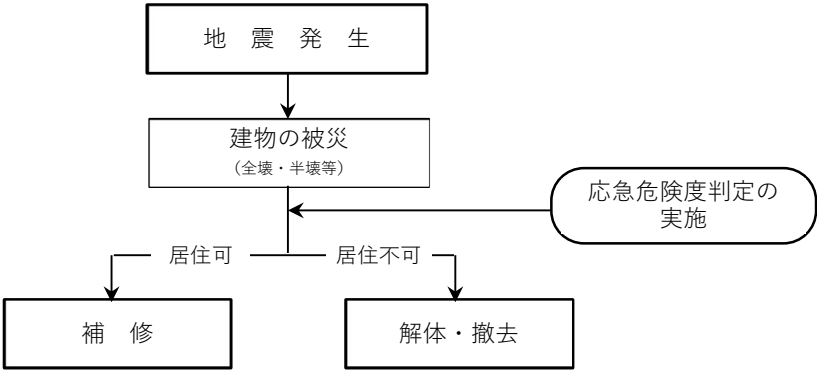 地　震　発　生
建物の被災
（全壊・半壊等）
応急危険度判定の
実施
居住可
居住不可
補　修
解体・撤去